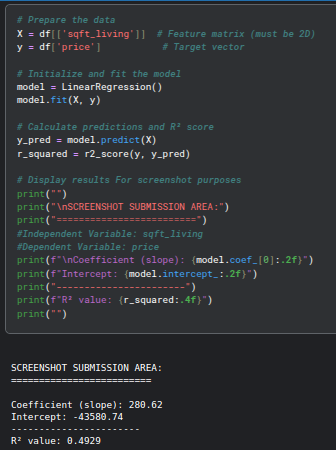 # Prepare the data
X = df[['sqft_living']]  # Feature matrix (must be 2D)
y = df['price']          # Target vector

# Initialize and fit the model
model = LinearRegression()
model.fit(X, y)

# Calculate predictions and R² score
y_pred = model.predict(X)
r_squared = r2_score(y, y_pred)

# Display results For screenshot purposes
print("")
print("\nSCREENSHOT SUBMISSION AREA:")
print("=========================")
#Independent Variable: sqft_living
#Dependent Variable: price
print(f"\nCoefficient (slope): {model.coef_[0]:.2f}")
print(f"Intercept: {model.intercept_:.2f}")
print("-----------------------")
print(f"R² value: {r_squared:.4f}")
print("")

SCREENSHOT SUBMISSION AREA:
=========================

Coefficient (slope): 280.62
Intercept: -43580.74
-----------------------
R² value: 0.4929